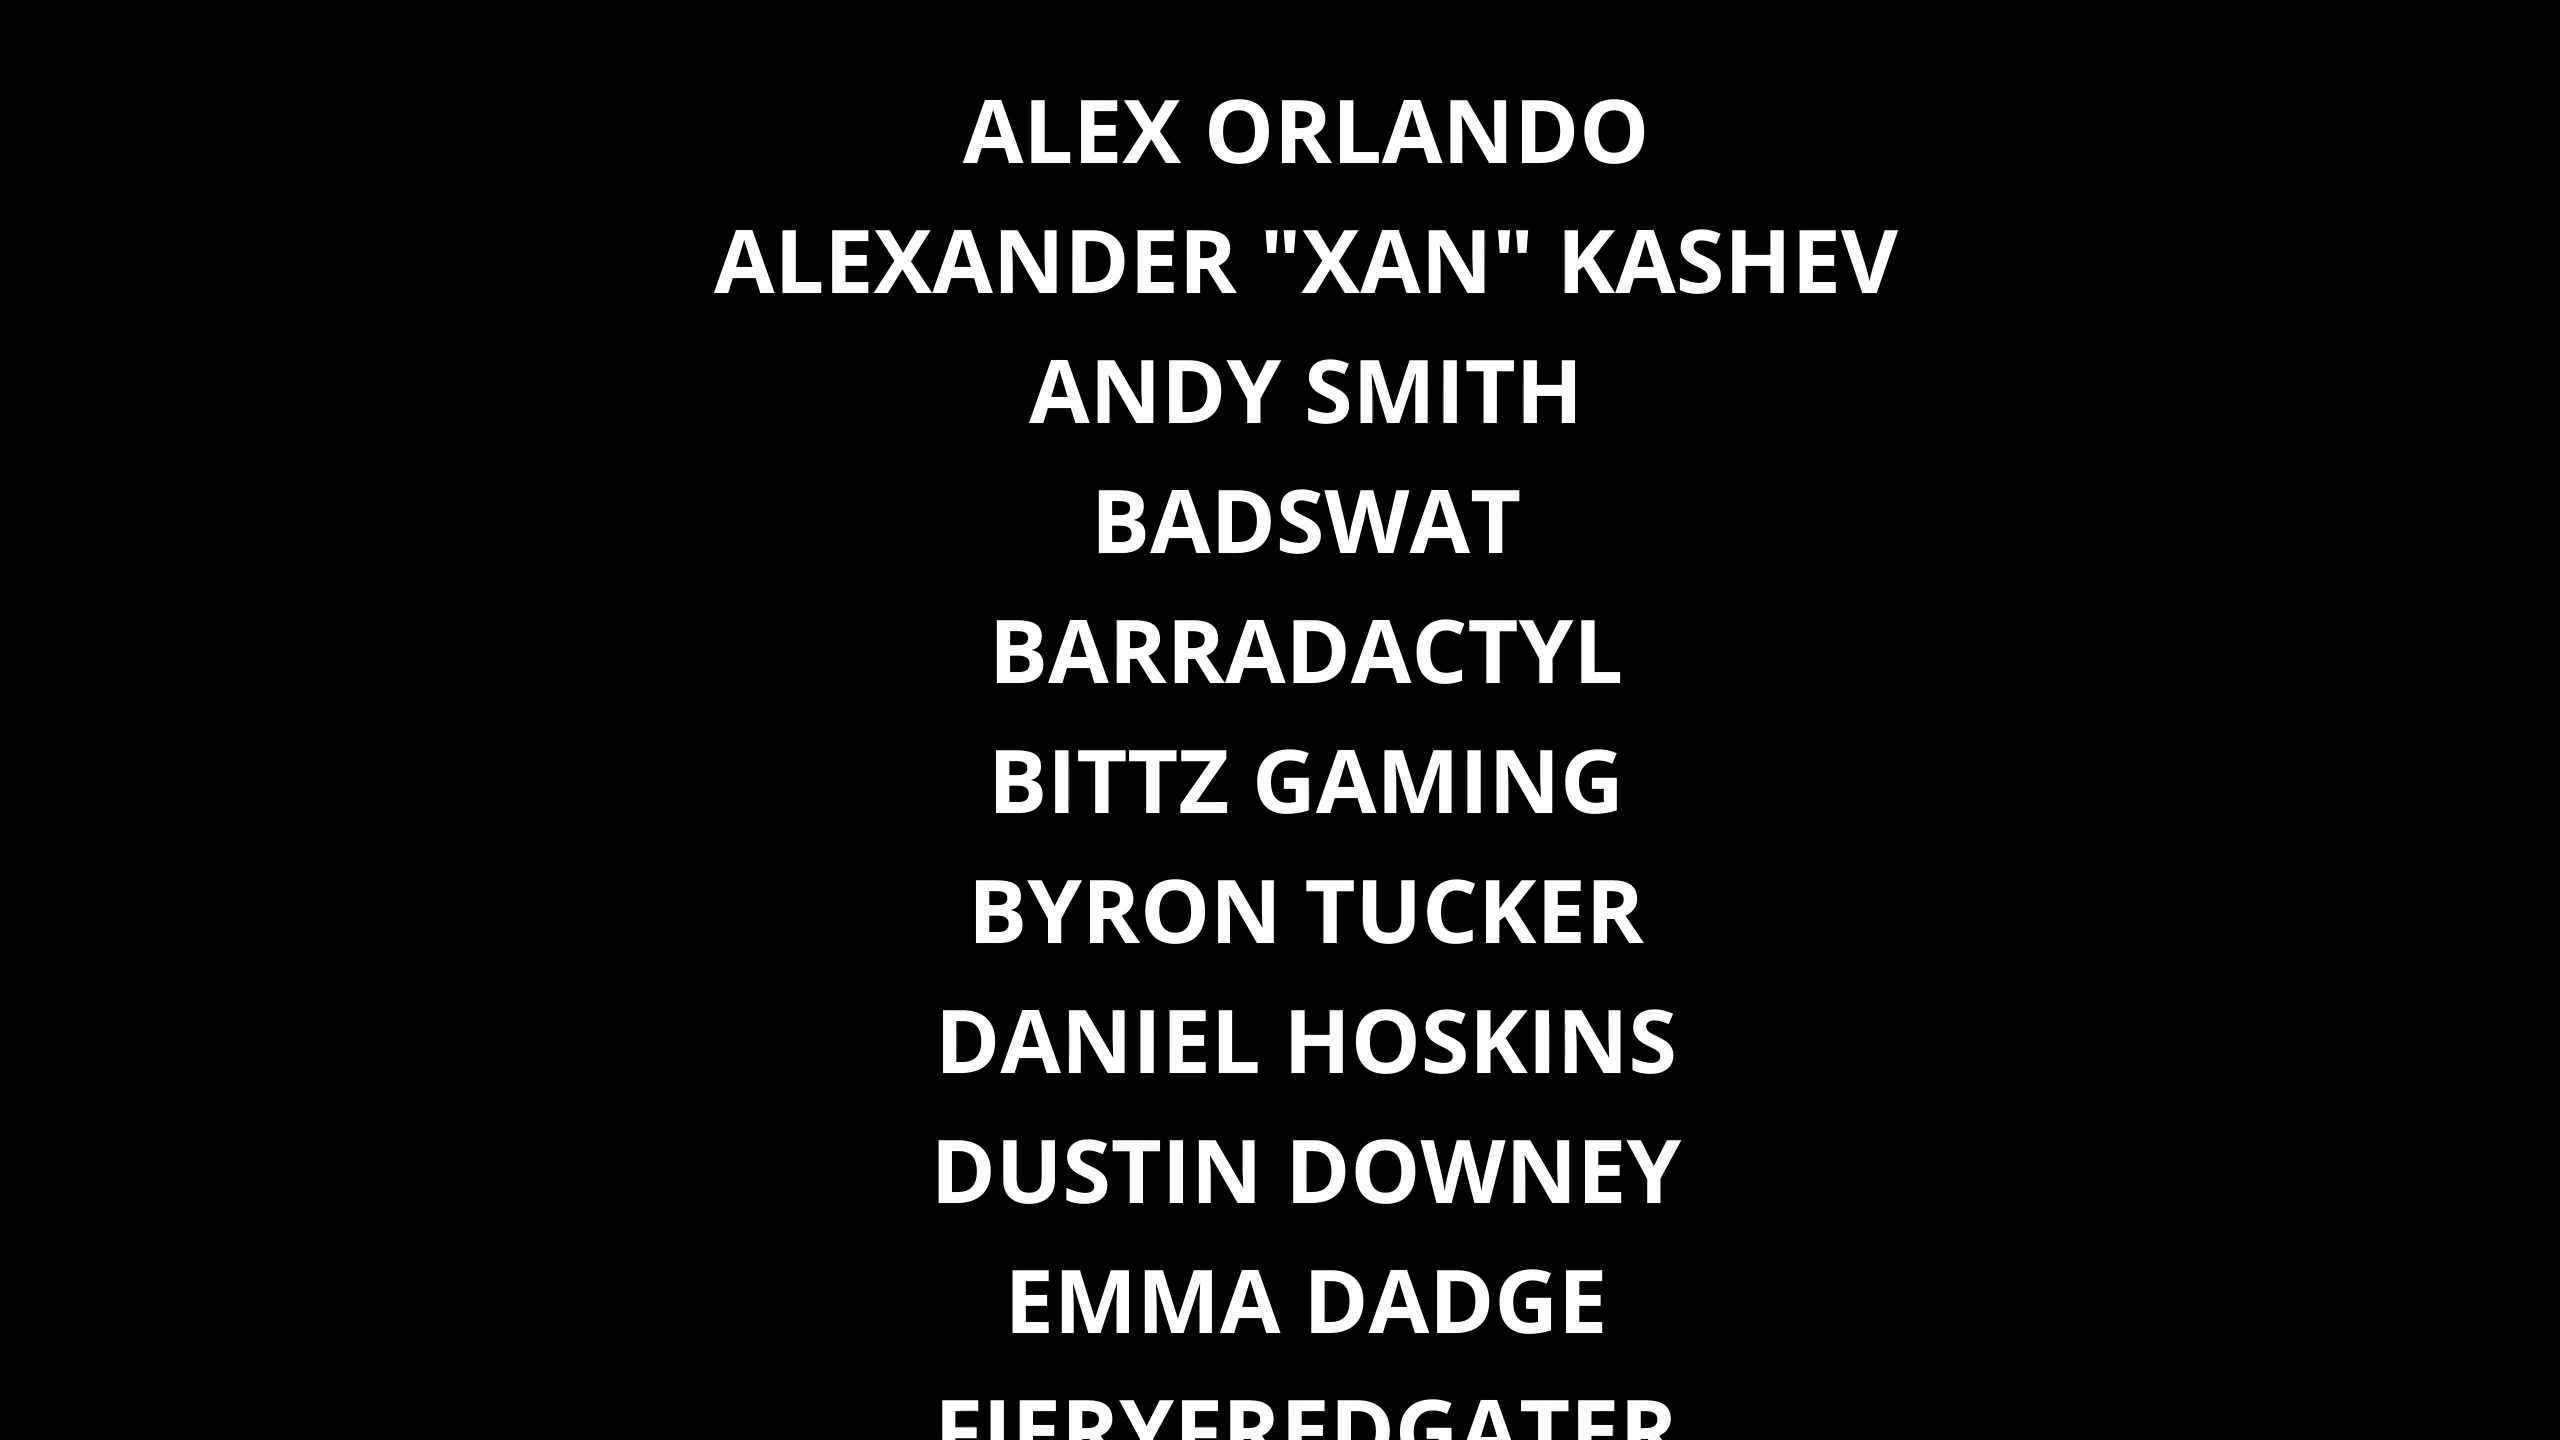 ALEX ORLANDO
ALEXANDER "XAN" KASHEV
ANDY SMITH
BADSWAT
BARRADACTYL
BITTZ GAMING
BYRON TUCKER
DANIEL HOSKINS
DUSTIN DOWNEY
EMMA DADGE